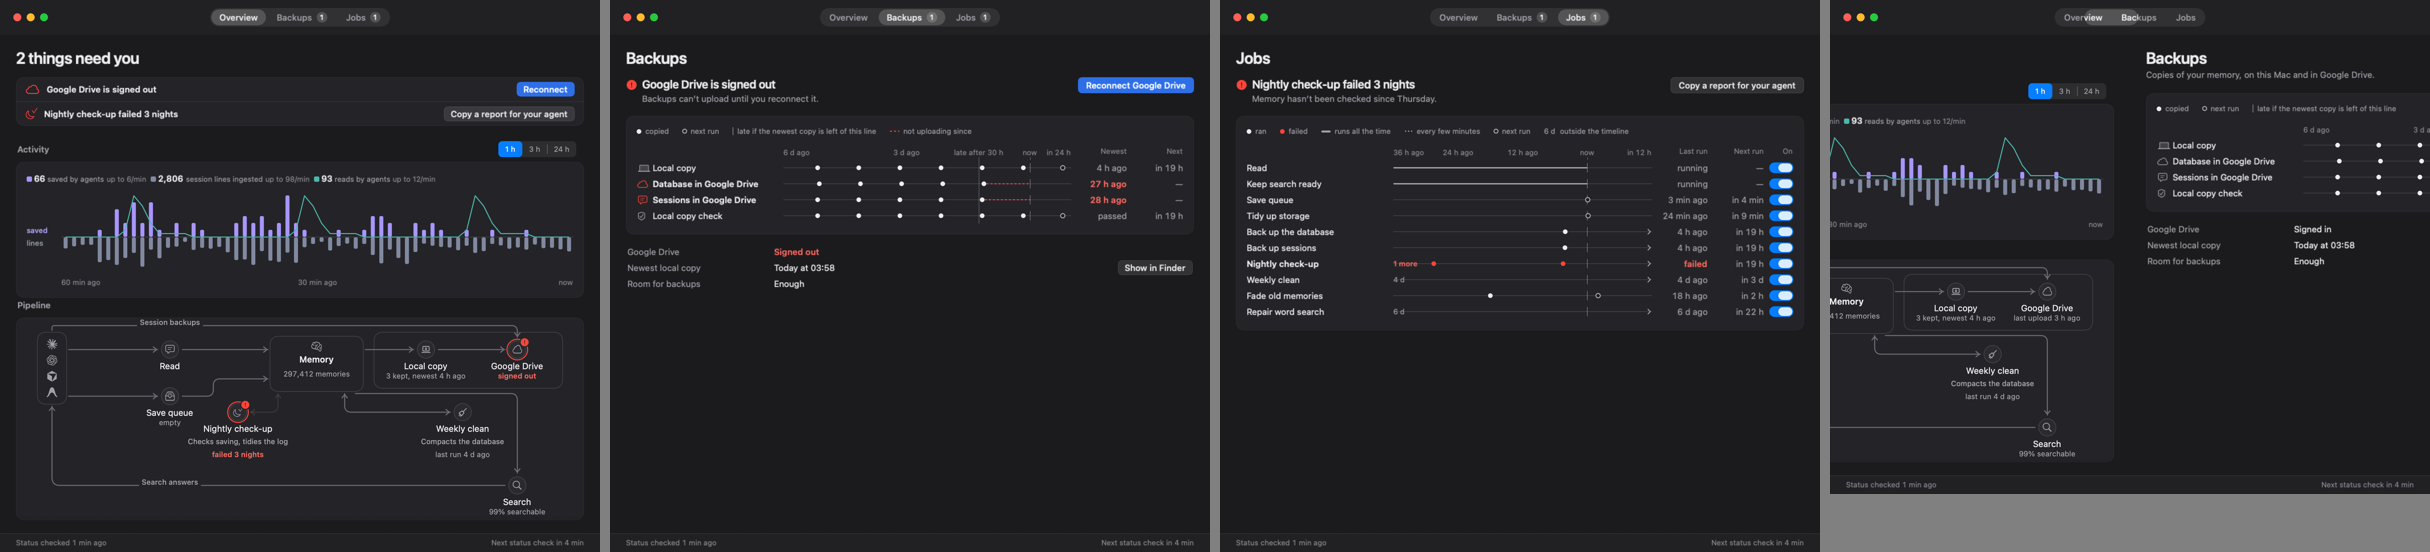 Overview Backups 1 Jobs 1
2 things need you
Google Drive is signed out Reconnect
Nightly check-up failed 3 nights Copy a report for your agent
Activity 1 h 3 h 24 h
66 saved by agents up to 6/min 2,806 session lines ingested up to 98/min 93 reads by agents up to 12/min
saved
lines
60 min ago 30 min ago now
Pipeline
Session backups
Read
Memory
297,412 memories
Local copy
3 kept, newest 4 h ago
Google Drive
signed out
Save queue
empty
Nightly check-up
Checks saving, tidies the log
failed 3 nights
Weekly clean
Compacts the database
last run 4 d ago
Search answers
Search
99% searchable
Status checked 1 min ago Next status check in 4 min
Overview Backups 1 Jobs 1
Backups
Google Drive is signed out Reconnect Google Drive
Backups can't upload until you reconnect it.
copied next run late if the newest copy is left of this line not uploading since
6 d ago 3 d ago late after 30 h now in 24 h Newest Next
Local copy 4 h ago in 19 h
Database in Google Drive 27 h ago —
Sessions in Google Drive 28 h ago —
Local copy check passed in 19 h
Google Drive Signed out
Newest local copy Today at 03:58 Show in Finder
Room for backups Enough
Status checked 1 min ago Next status check in 4 min
Overview Backups 1 Jobs 1
Jobs
Nightly check-up failed 3 nights Copy a report for your agent
Memory hasn't been checked since Thursday.
ran failed runs all the time every few minutes next run 6 d outside the timeline
36 h ago 24 h ago 12 h ago now in 12 h Last run Next run On
Read running —
Keep search ready running —
Save queue 3 min ago in 4 min
Tidy up storage 24 min ago in 9 min
Back up the database 4 h ago in 19 h
Back up sessions 4 h ago in 19 h
Nightly check-up 1 more failed in 19 h
Weekly clean 4 d 4 d ago in 3 d
Fade old memories 18 h ago in 2 h
Repair word search 6 d 6 d ago in 22 h
Status checked 1 min ago Next status check in 4 min
Overview Backups Jobs
1 h 3 h 24 h
min 93 reads by agents up to 12/min
30 min ago now
Memory
412 memories
Local copy
3 kept, newest 4 h ago
Google Drive
last upload 3 h ago
Weekly clean
Compacts the database
last run 4 d ago
Search
99% searchable
Backups
Copies of your memory, on this Mac and in Google Drive.
copied next run late if the newest copy is left of this line
6 d ago 3 d a
Local copy
Database in Google Drive
Sessions in Google Drive
Local copy check
Google Drive Signed in
Newest local copy Today at 03:58
Room for backups Enough
Status checked 1 min ago Next status check in 4 min